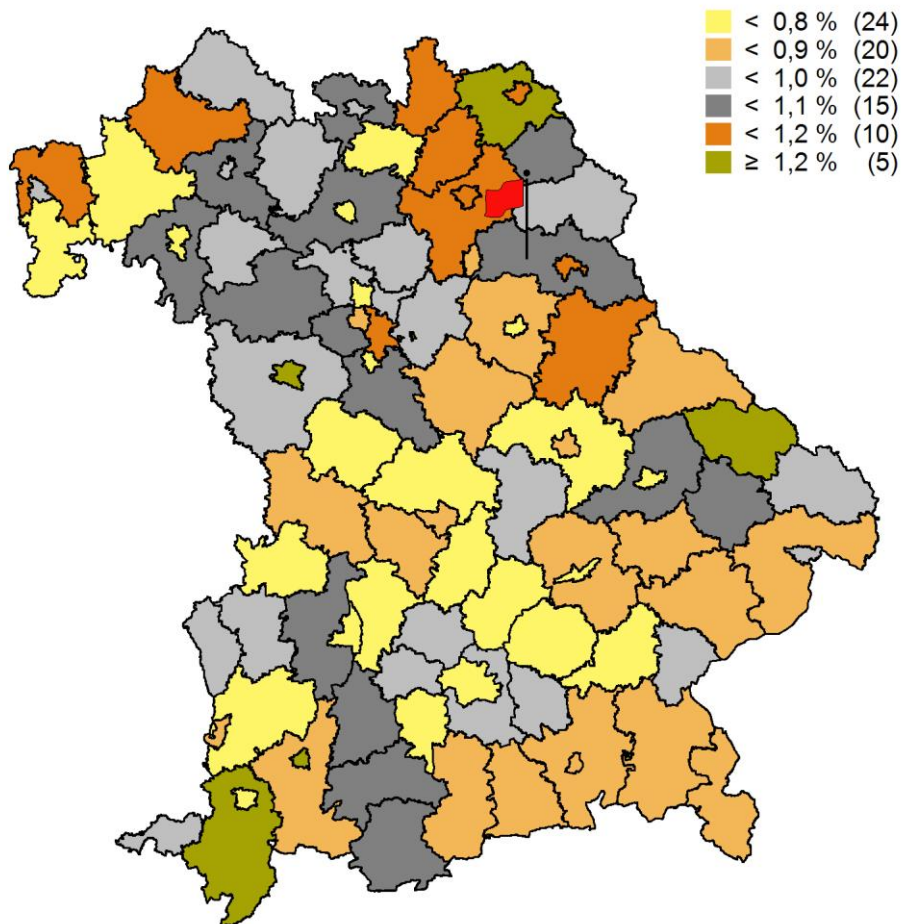 < 0,8 % (24)
< 0,9 % (20)
< 1,0 % (22)
< 1,1 % (15)
< 1,2 % (10)
≥ 1,2 % (5)